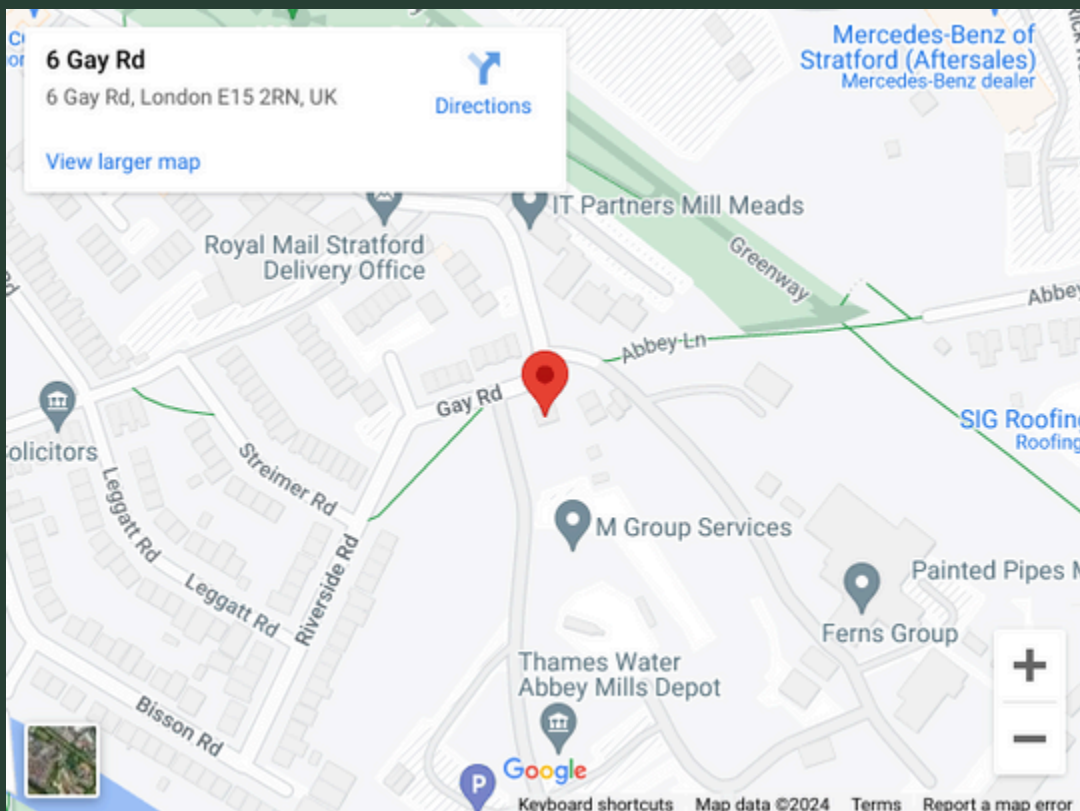 6 Gay Rd
6 Gay Rd, London E15 2RN, UK
Directions
View larger map
Mercedes-Benz of
Stratford (Aftersales)
Mercedes-Benz dealer
IT Partners Mill Meads
Royal Mail Stratford
Delivery Office
Greenway
Abbey
Abbey Ln
Gay Rd
SIG Roofing
Roofing
olicitors
Streimer Rd
Leggatt Rd
M Group Services
Riverside Rd
Painted Pipes M
Leggatt Rd
Ferns Group
Thames Water
Abbey Mills Depot
Bisson Rd
P
Google
Keyboard shortcuts
Map data ©2024
Terms
Report a map error